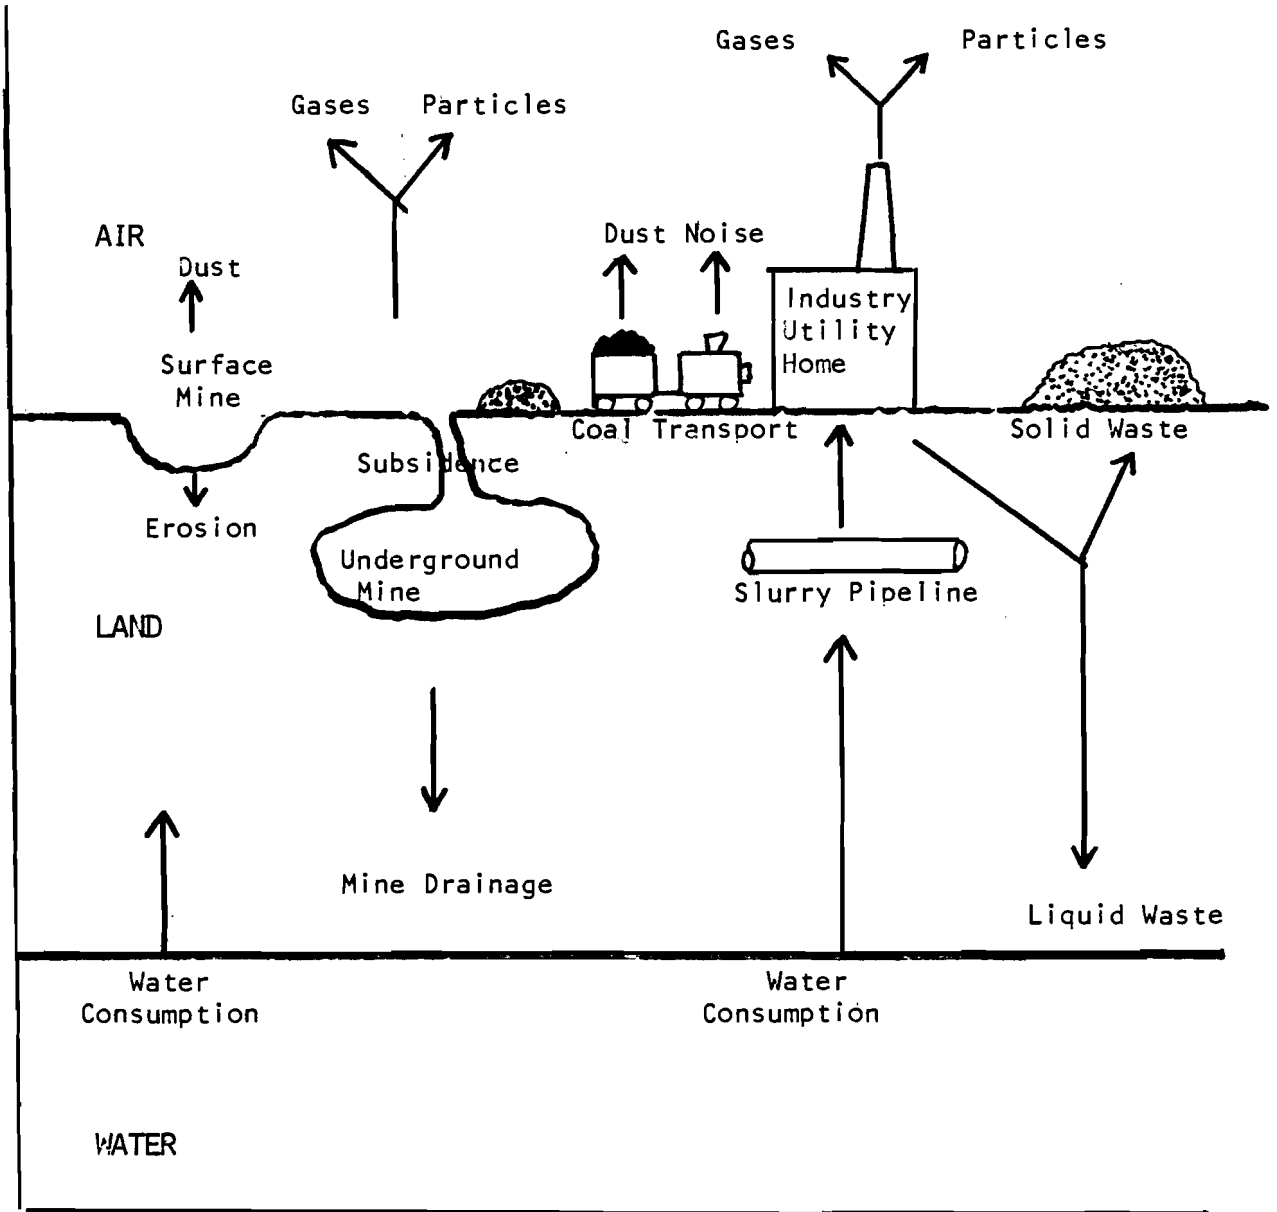 Gases Particles
Gases Particles
AIR
Dust Noise
Dust
Industry
Utility
Home
Surface
Mine
Coal Transport
Solid Waste
Subsidence
Erosion
Underground
Mine
Slurry Pipeline
LAND
Mine Drainage
Liquid Waste
Water
Consumption
Water
Consumption
WATER